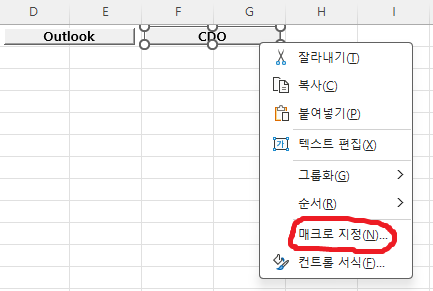 D E F G H I
Outlook CDO
잘라내기(T)
복사(C)
붙여넣기(P)
텍스트 편집(X)
그룹화(G)
순서(R)
매크로 지정(N)...
컨트롤 서식(F)...